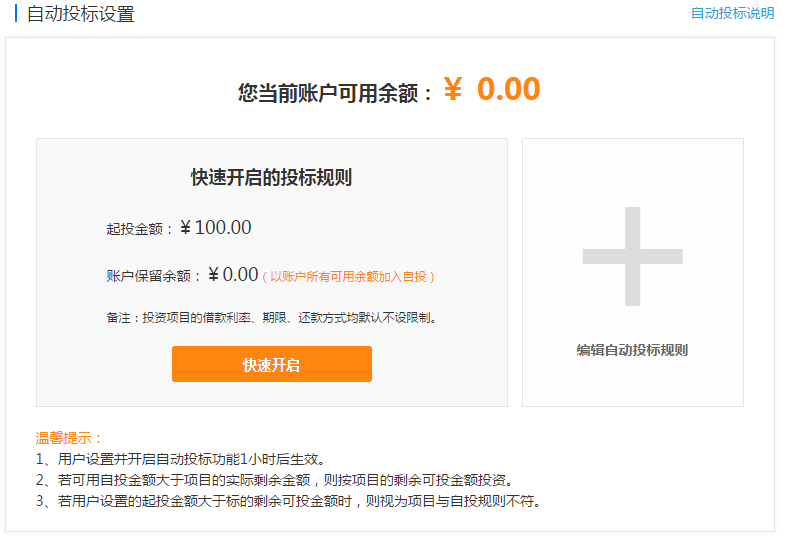 自动投标设置
自动投标说明
您当前账户可用余额：￥ 0.00
快速开启的投标规则
起投金额：￥100.00
账户保留余额：￥0.00（以账户所有可用余额加入自投）
备注：投资项目的借款利率、期限、还款方式均默认不设限制。
快速开启
编辑自动投标规则
温馨提示：
1、用户设置并开启自动投标功能1小时后生效。
2、若可用自投金额大于项目的实际剩余金额，则按项目的剩余可投金额投资。
3、若用户设置的起投金额大于标的剩余可投金额时，则视为项目与自投规则不符。